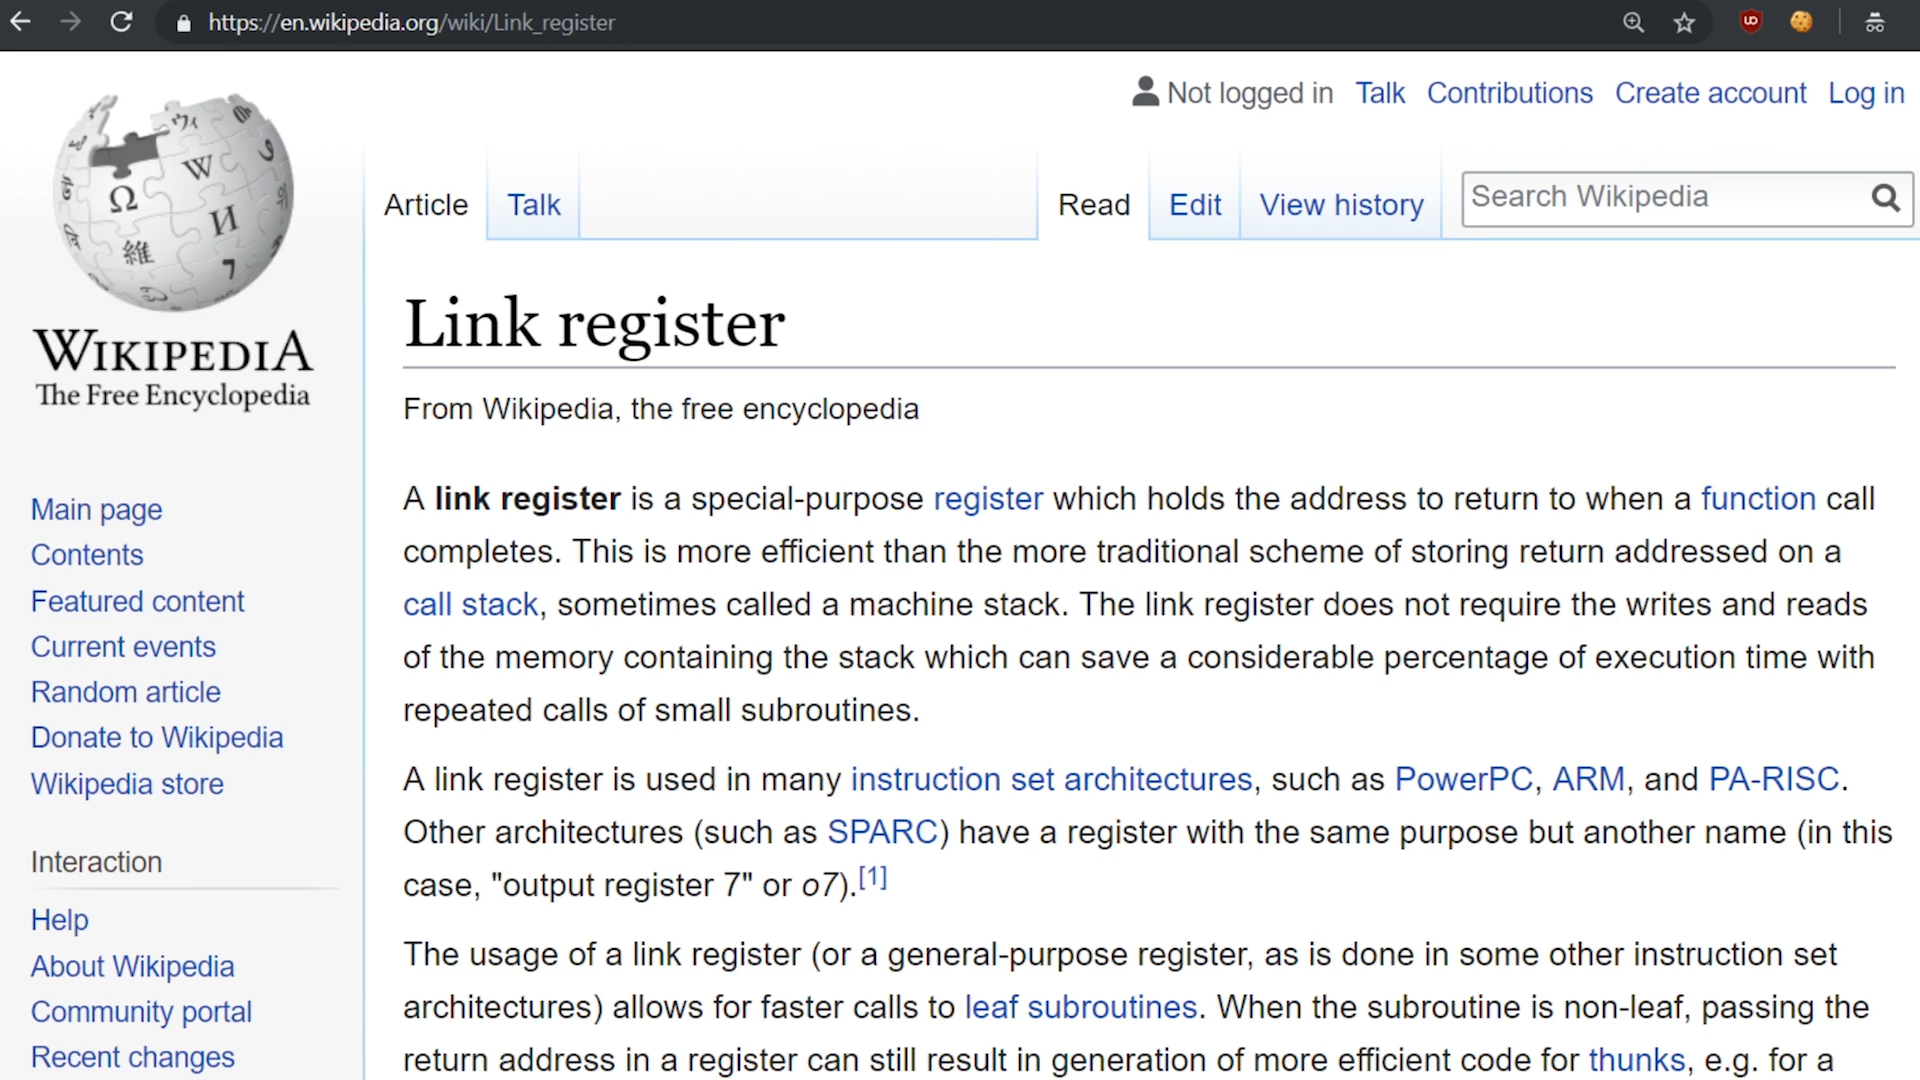 https://en.wikipedia.org/wiki/Link_register
Not logged in Talk Contributions Create account Log in
Article Talk Read Edit View history Search Wikipedia
WIKIPEDIA
The Free Encyclopedia
Main page
Contents
Featured content
Current events
Random article
Donate to Wikipedia
Wikipedia store
Interaction
Help
About Wikipedia
Community portal
Recent changes
Link register
From Wikipedia, the free encyclopedia
A link register is a special-purpose register which holds the address to return to when a function call
completes. This is more efficient than the more traditional scheme of storing return addressed on a
call stack, sometimes called a machine stack. The link register does not require the writes and reads
of the memory containing the stack which can save a considerable percentage of execution time with
repeated calls of small subroutines.
A link register is used in many instruction set architectures, such as PowerPC, ARM, and PA-RISC.
Other architectures (such as SPARC) have a register with the same purpose but another name (in this
case, "output register 7" or o7).[1]
The usage of a link register (or a general-purpose register, as is done in some other instruction set
architectures) allows for faster calls to leaf subroutines. When the subroutine is non-leaf, passing the
return address in a register can still result in generation of more efficient code for thunks, e.g. for a